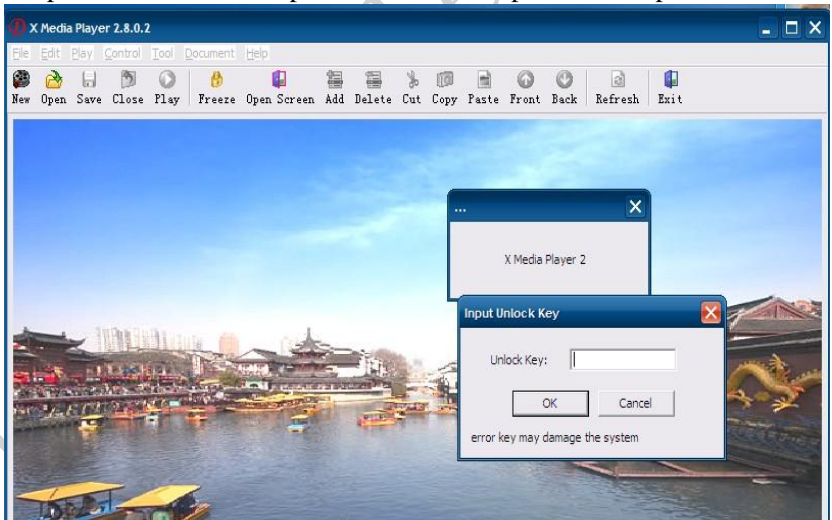 X Media Player 2.8.0.2
File Edit Play Control Tool Document Help
New Open Save Close Play Freeze Open Screen Add Delete Cut Copy Paste Front Back Refresh Exit
...
X Media Player 2
Input Unlock Key
Unlock Key:
OK Cancel
error key may damage the system